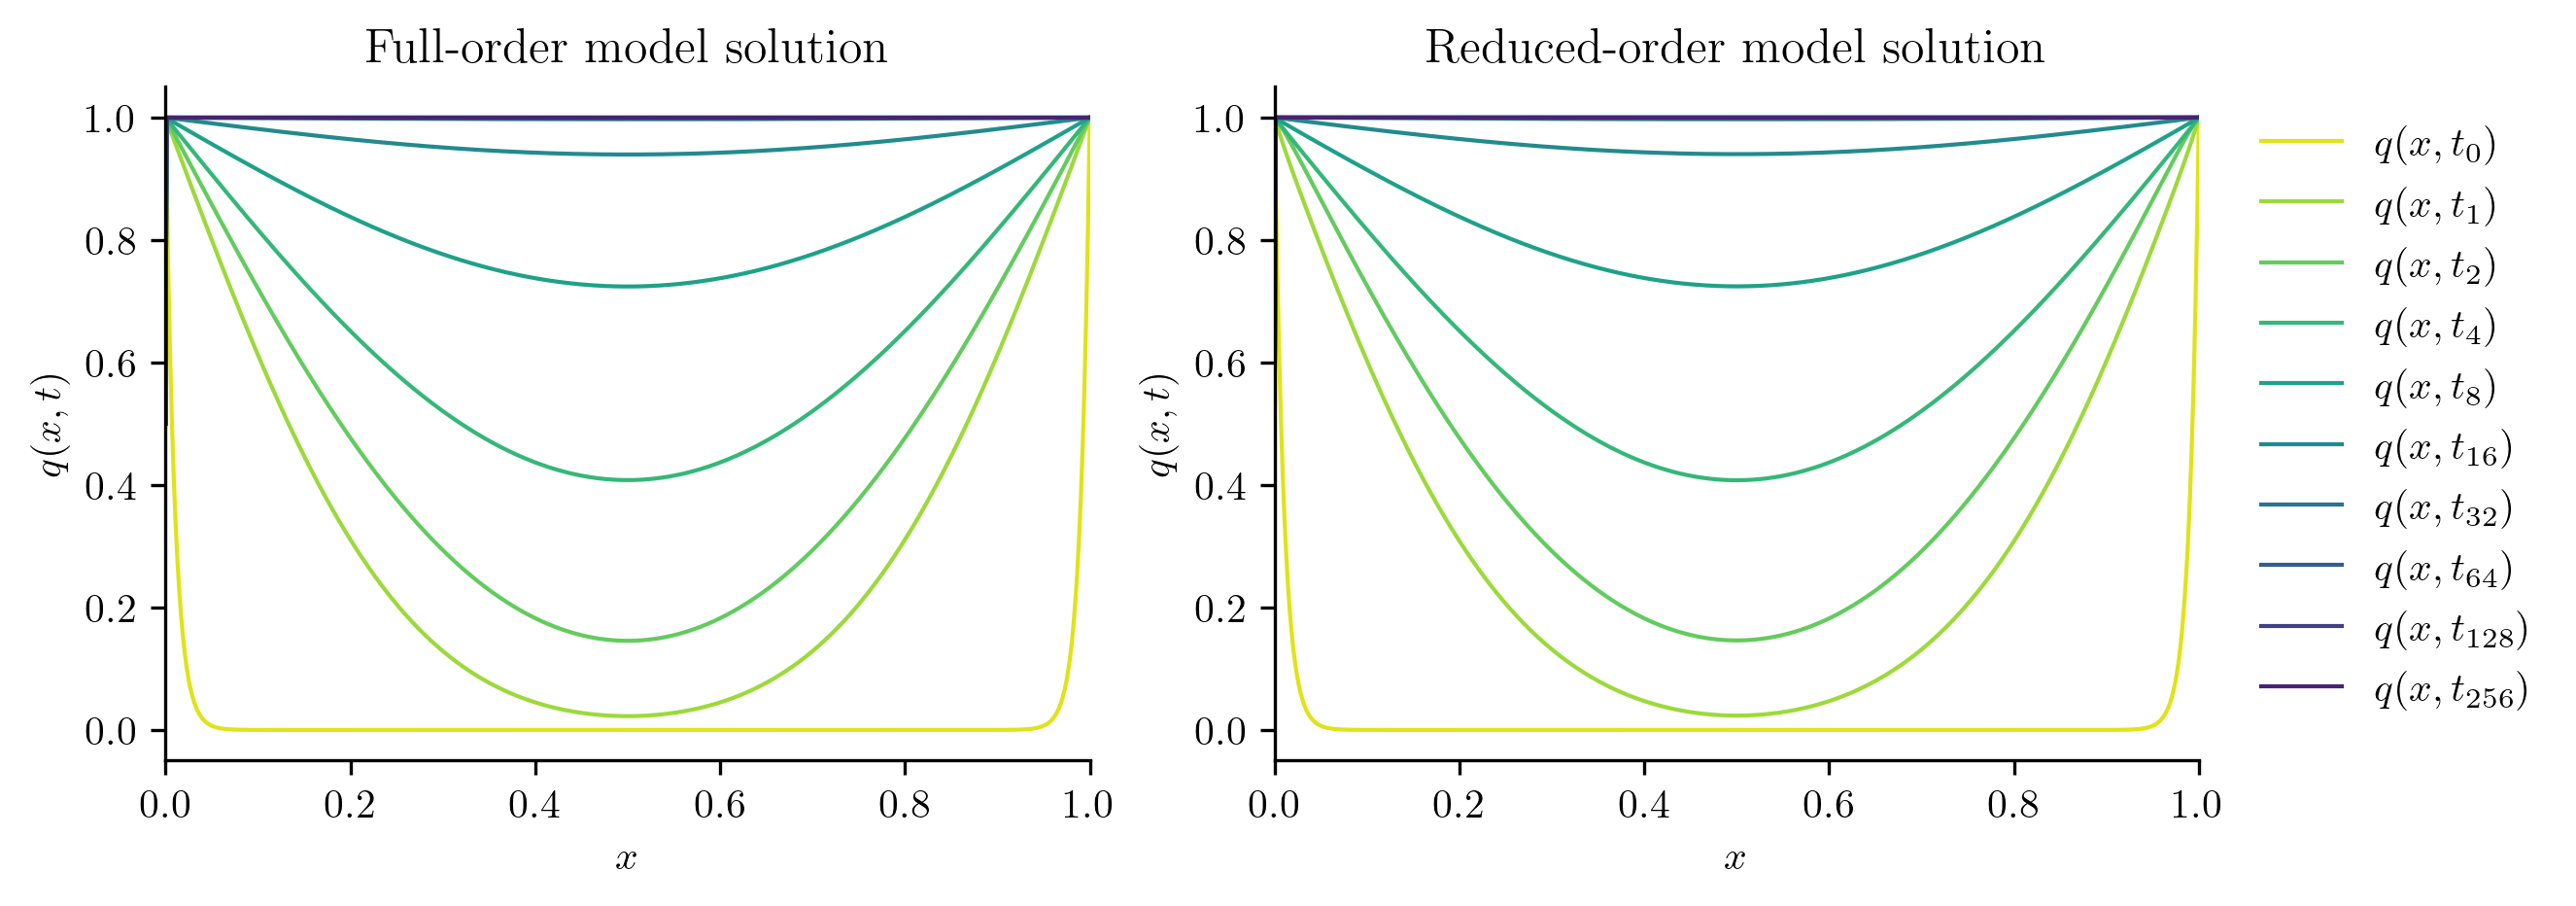 Full-order model solution
1.0
0.8
0.6
0.4
0.2
0.0
q(x, t)
0.0 0.2 0.4 0.6 0.8 1.0
x
Reduced-order model solution
1.0
0.8
0.6
0.4
0.2
0.0
q(x, t)
0.0 0.2 0.4 0.6 0.8 1.0
x
q(x, t₀)
q(x, t₁)
q(x, t₂)
q(x, t₄)
q(x, t₈)
q(x, t₁₆)
q(x, t₃₂)
q(x, t₆₄)
q(x, t₁₂₈)
q(x, t₂₅₆)